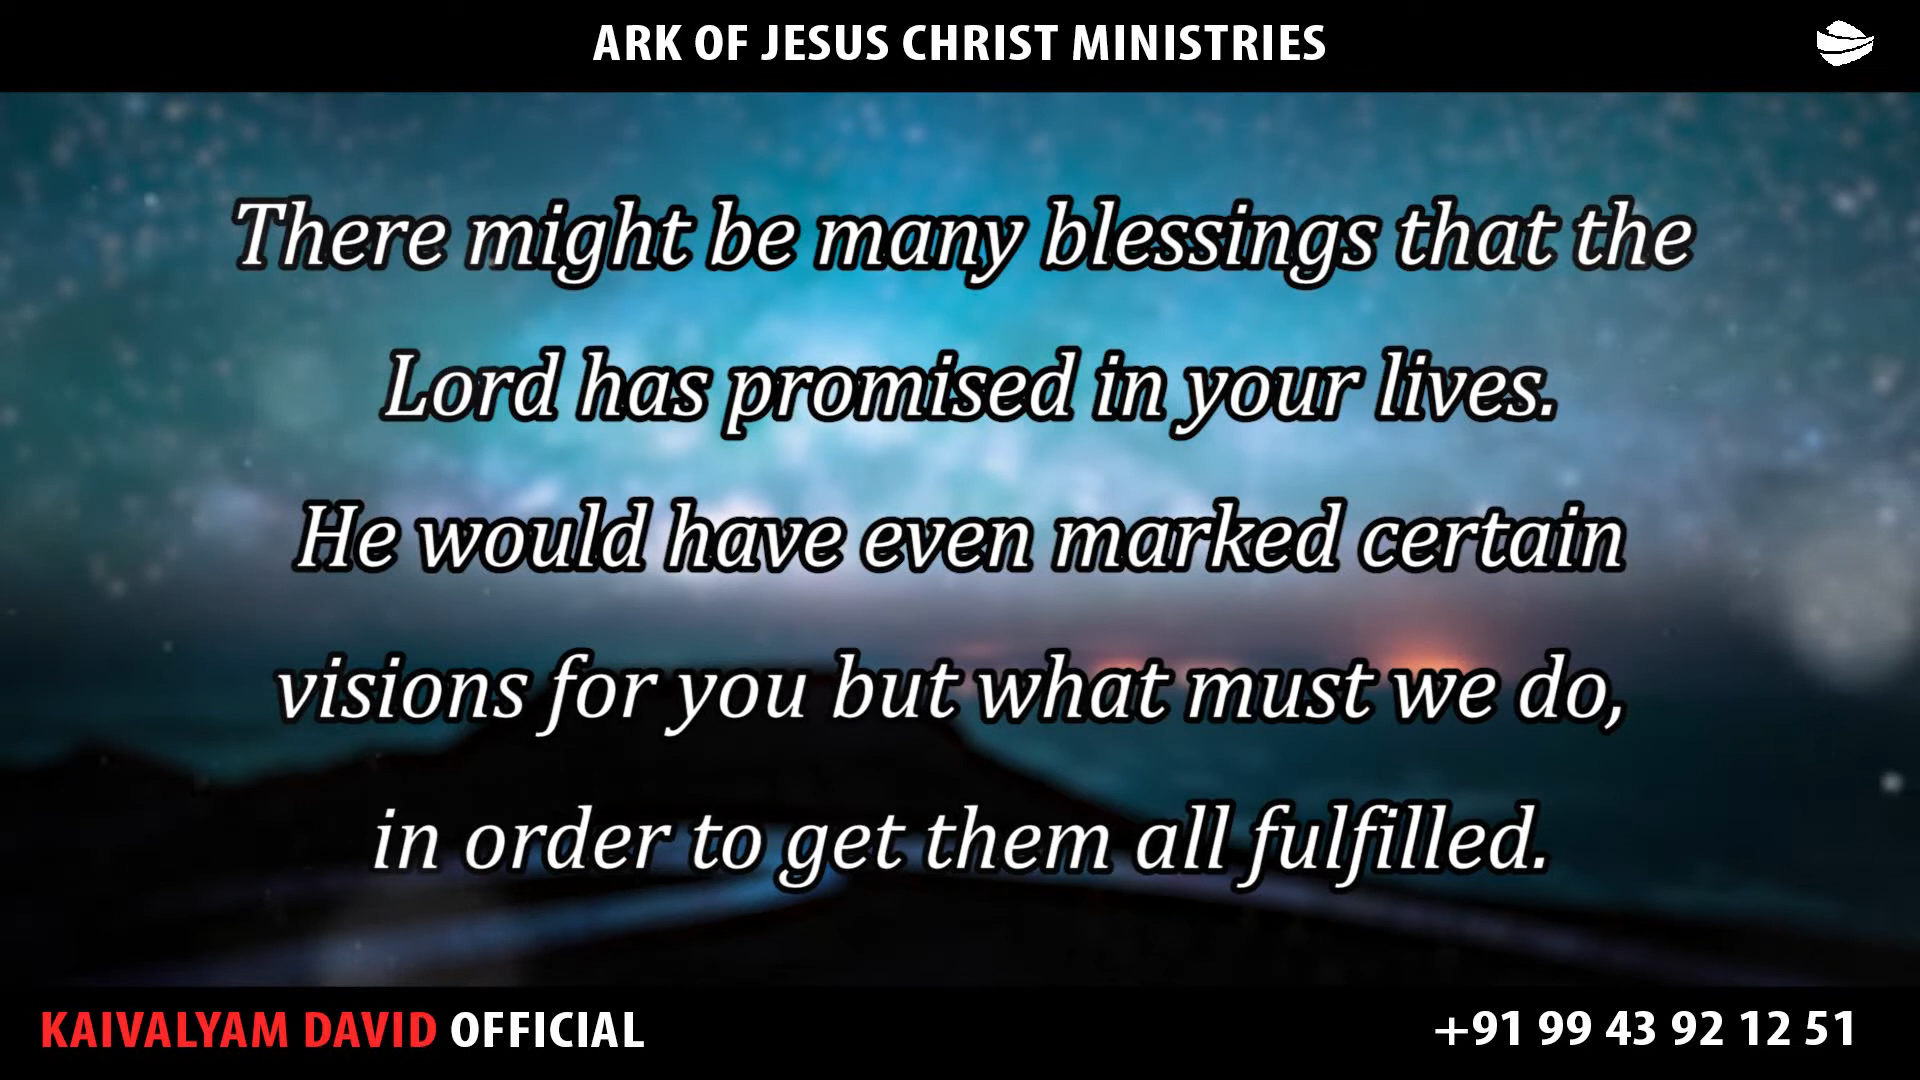 ARK OF JESUS CHRIST MINISTRIES
There might be many blessings that the
Lord has promised in your lives.
He would have even marked certain
visions for you but what must we do,
in order to get them all fulfilled.
KAIVALYAM DAVID OFFICIAL
+91 99 43 92 12 51